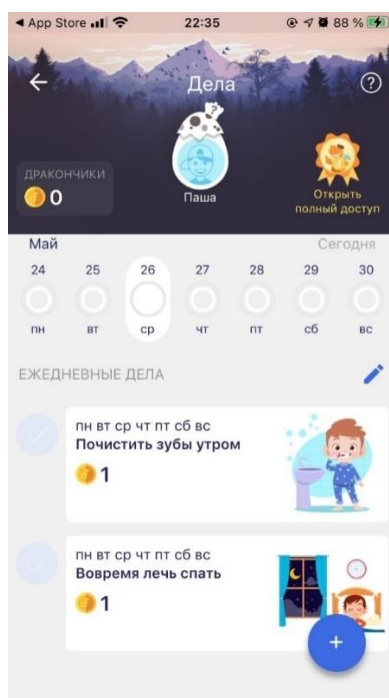 App Store 22:35 88 %
Дела
?
?
ДРАКОНЧИКИ
0
Паша
Открыть
полный доступ
Май Сегодня
24 25 26 27 28 29 30
пн вт ср чт пт сб вс
ЕЖЕДНЕВНЫЕ ДЕЛА
пн вт ср чт пт сб вс
Почистить зубы утром
1
пн вт ср чт пт сб вс
Вовремя лечь спать
1
+